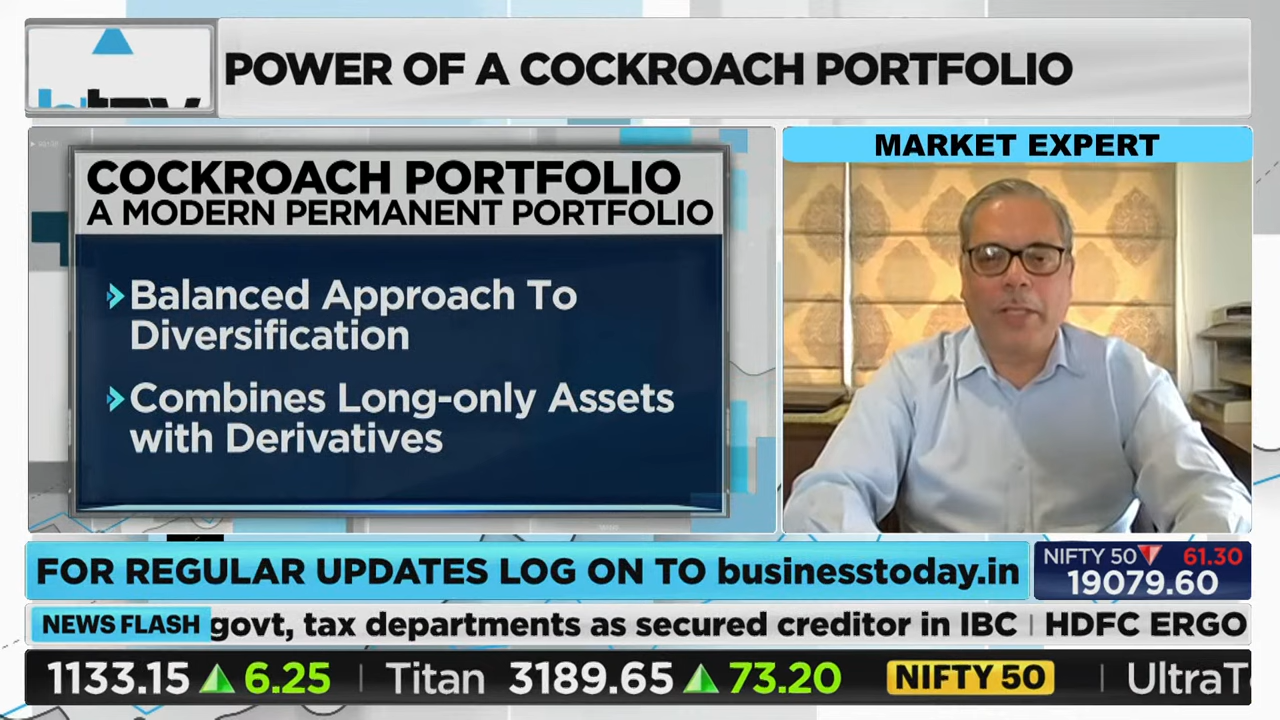 POWER OF A COCKROACH PORTFOLIO
COCKROACH PORTFOLIO
A MODERN PERMANENT PORTFOLIO
Balanced Approach To
Diversification
Combines Long-only Assets
with Derivatives
MARKET EXPERT
FOR REGULAR UPDATES LOG ON TO businesstoday.in
NIFTY 50 61.30
19079.60
NEWS FLASH govt, tax departments as secured creditor in IBC | HDFC ERGO
1133.15 6.25 | Titan 3189.65 73.20 NIFTY 50 | UltraT